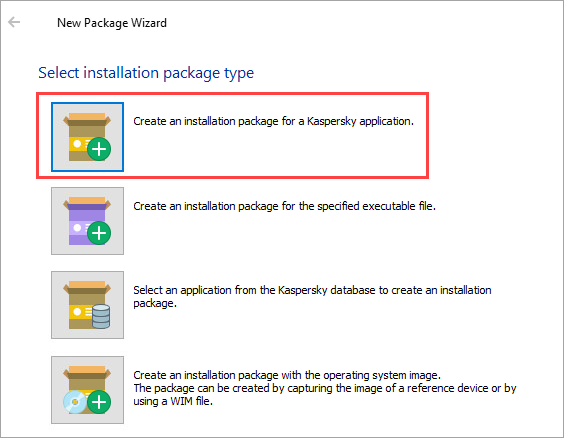 New Package Wizard
Select installation package type
Create an installation package for a Kaspersky application.
Create an installation package for the specified executable file.
Select an application from the Kaspersky database to create an installation
package.
Create an installation package with the operating system image.
The package can be created by capturing the image of a reference device or by
using a WIM file.